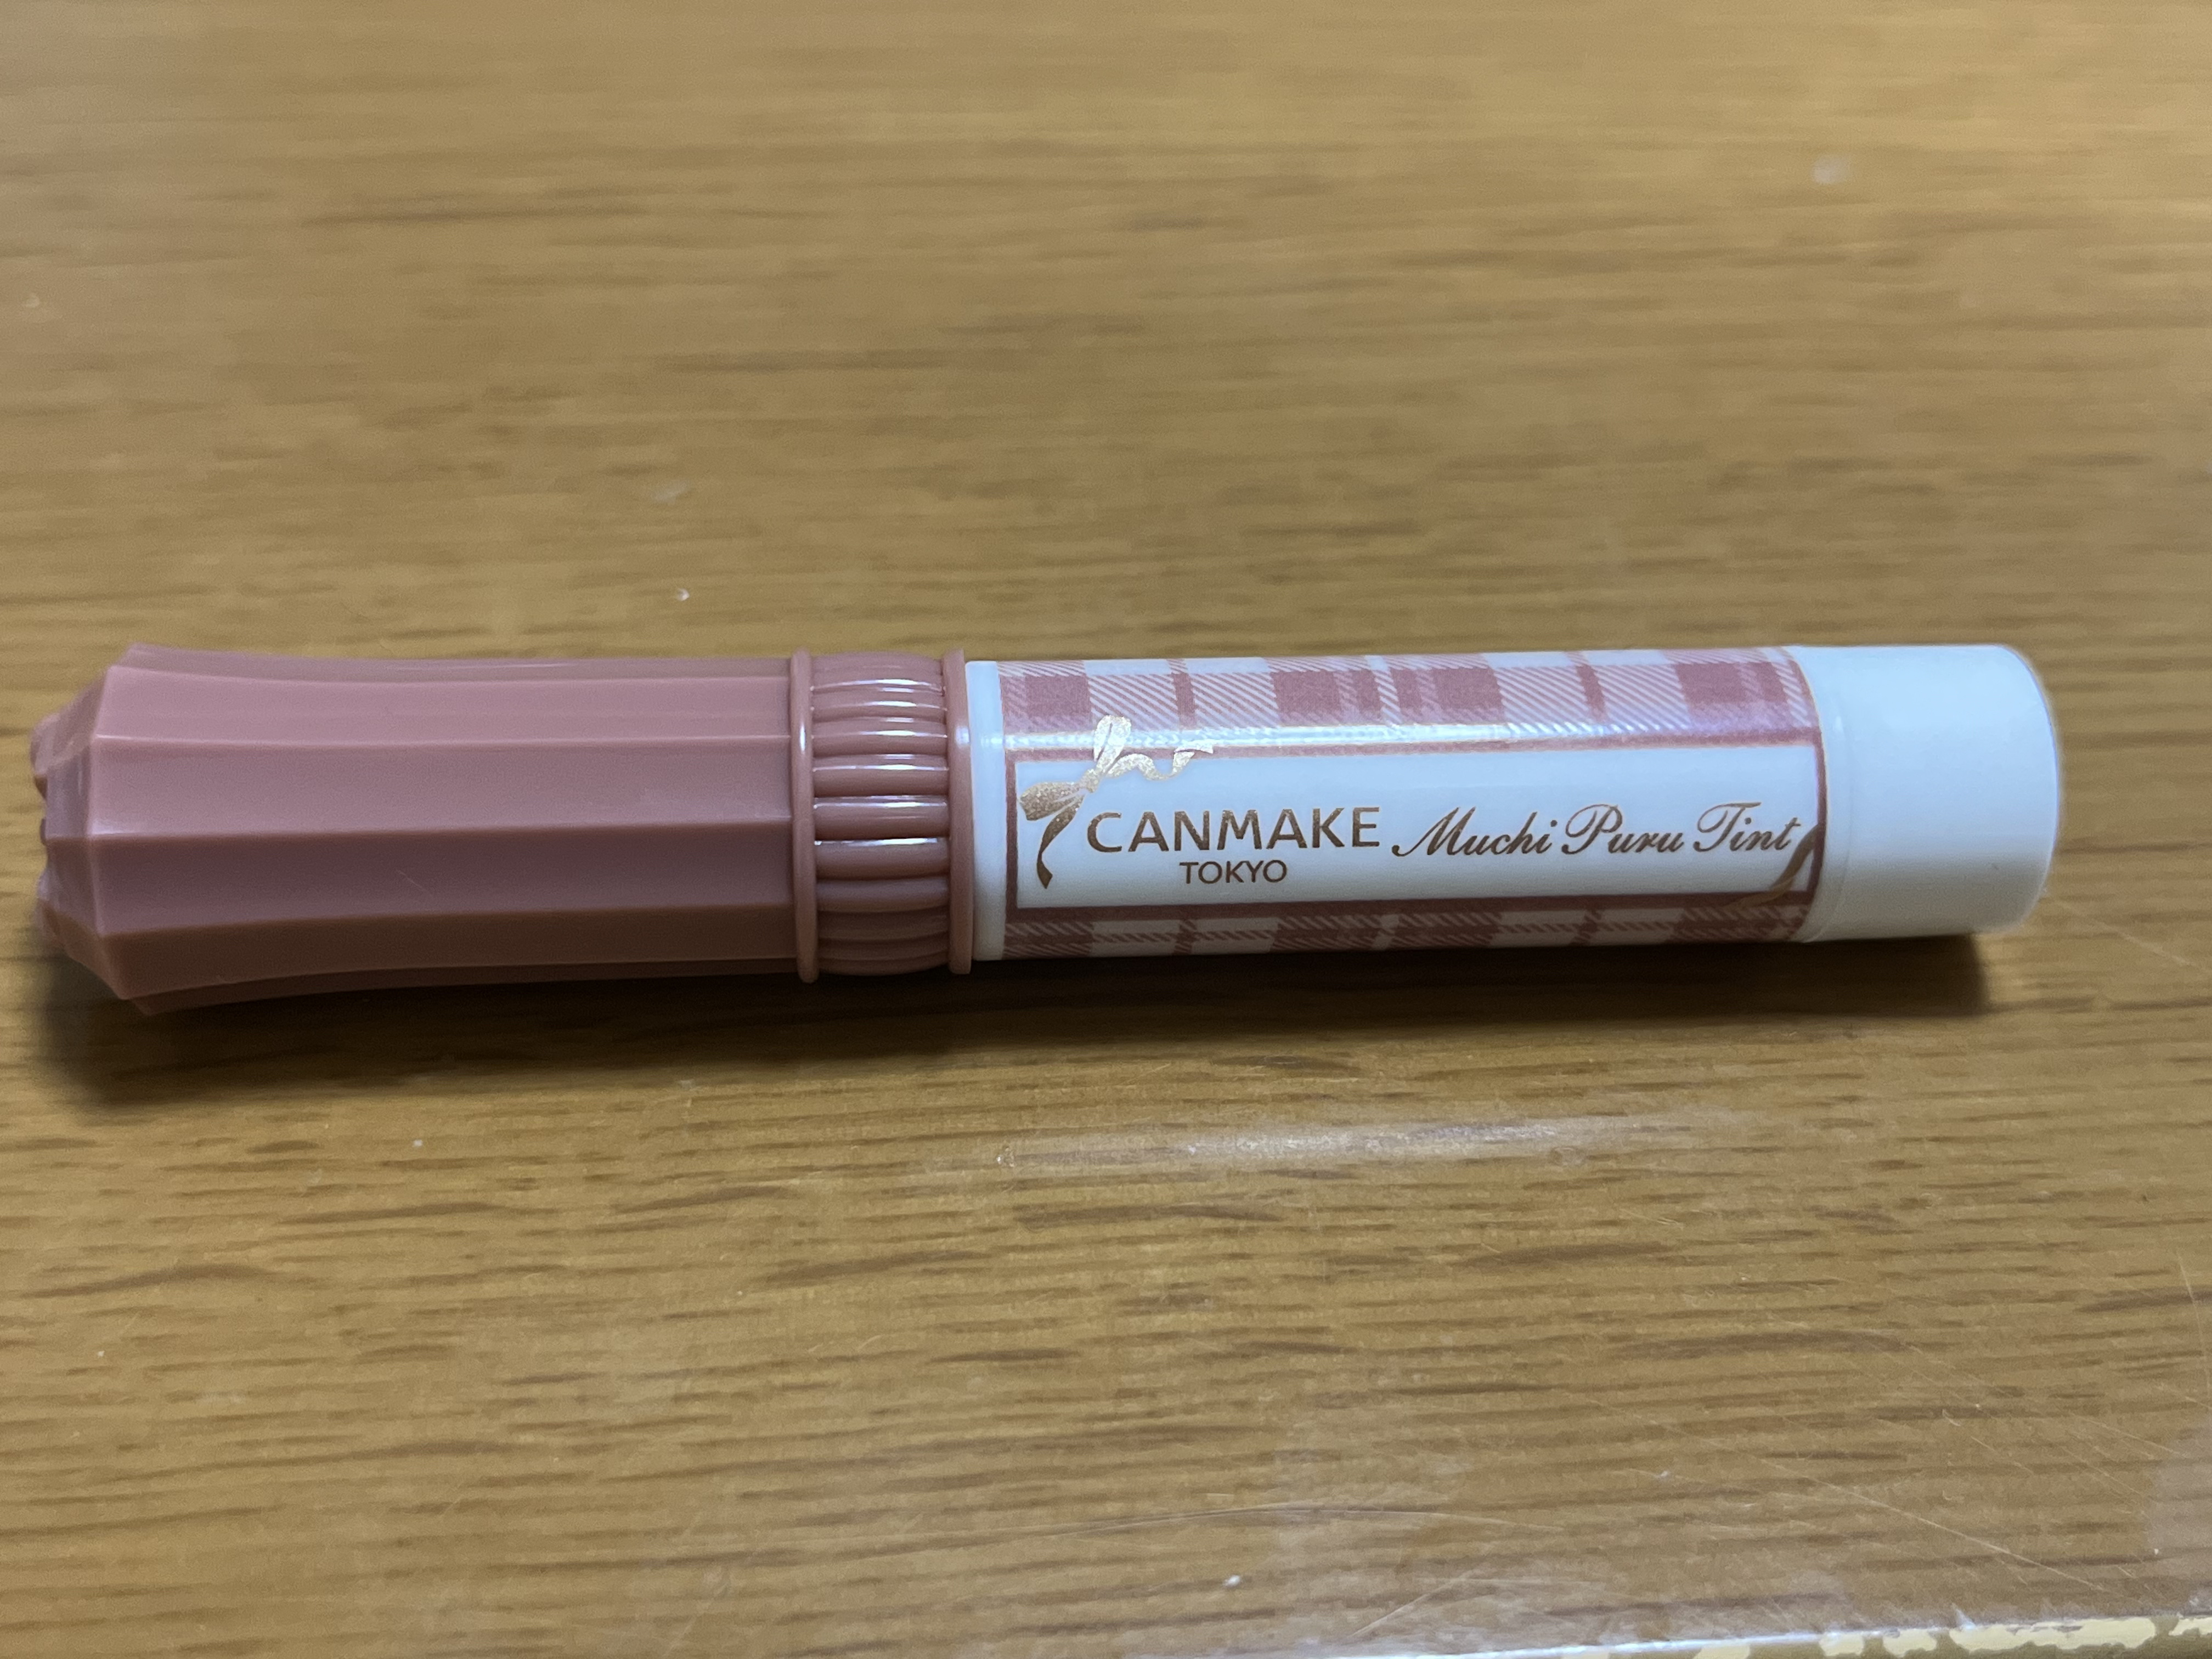 CANMAKE Muchi Puru Tint
TOKYO